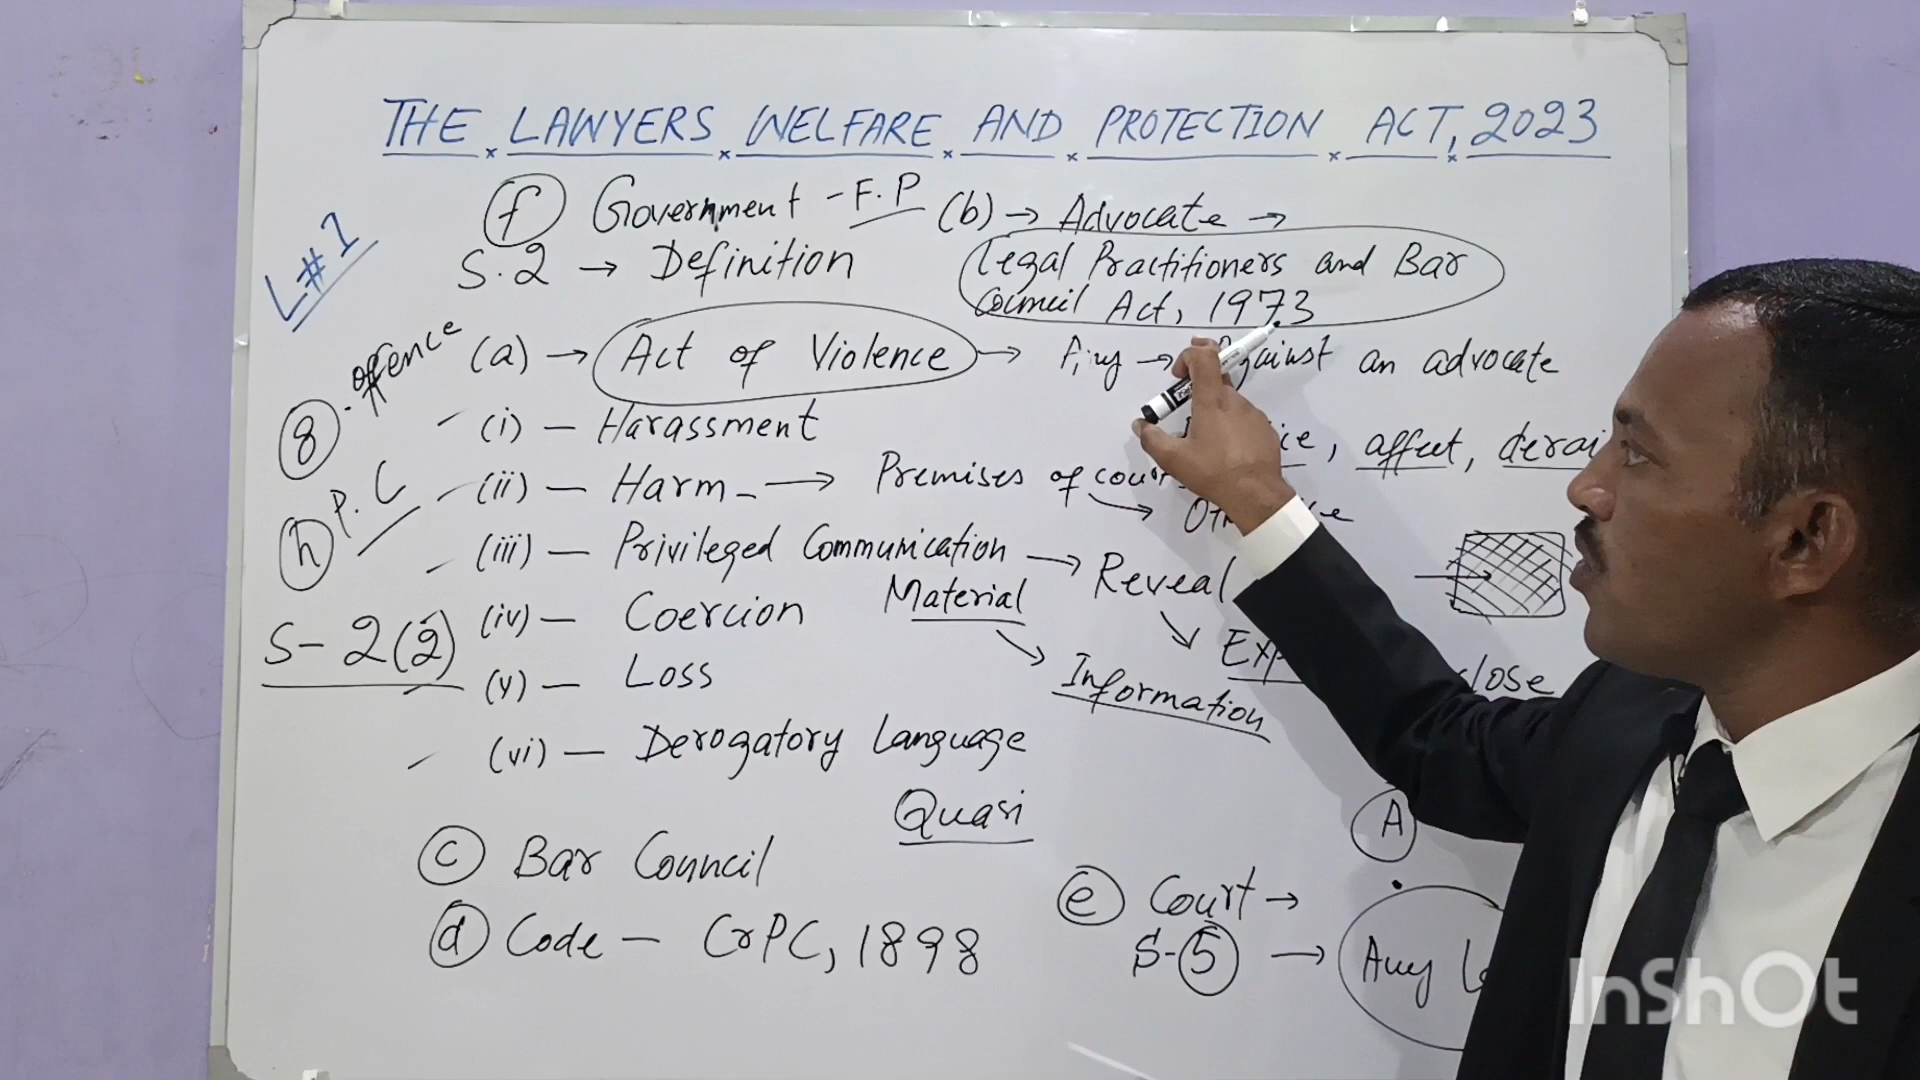 THE LAWYERS WELFARE AND PROTECTION ACT, 2023
L#1
(f) Government - F.P
(b) → Advocate →
S.2 → Definition
Legal Practitioners and Bar
Council Act, 1973
(a) → Act of Violence → Any → Against an advocate
(g). offence
(i) - Harassment
affect, derai
(ii) - Harm - → Premises of court
(h) P.C
(iii) - Privileged Communication → Reveal
Material
(iv) - Coercion
S- 2(2)
Information
(v) - Loss
(vi) - Derogatory Language
Quasi
A
(c) Bar Council
(e) Court →
(d) Code - CrPC, 1898
S-5 → Any
InShOt